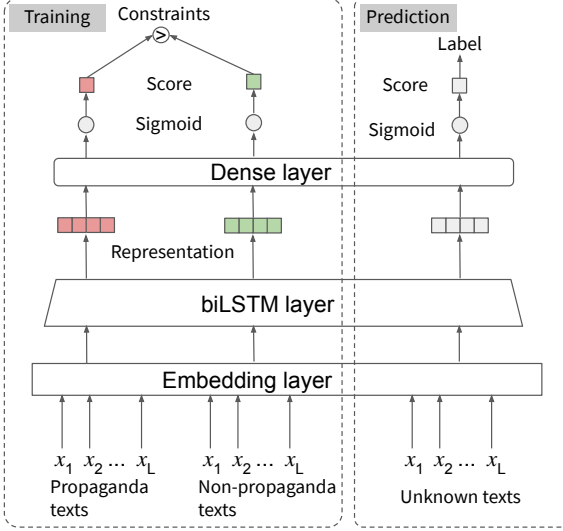 Training
Constraints
>
Prediction
Label
Score
Score
Sigmoid
Sigmoid
Dense layer
Representation
biLSTM layer
Embedding layer
x1 x2 ... xL
x1 x2 ... xL
x1 x2 ... xL
Propaganda
texts
Non-propaganda
texts
Unknown texts